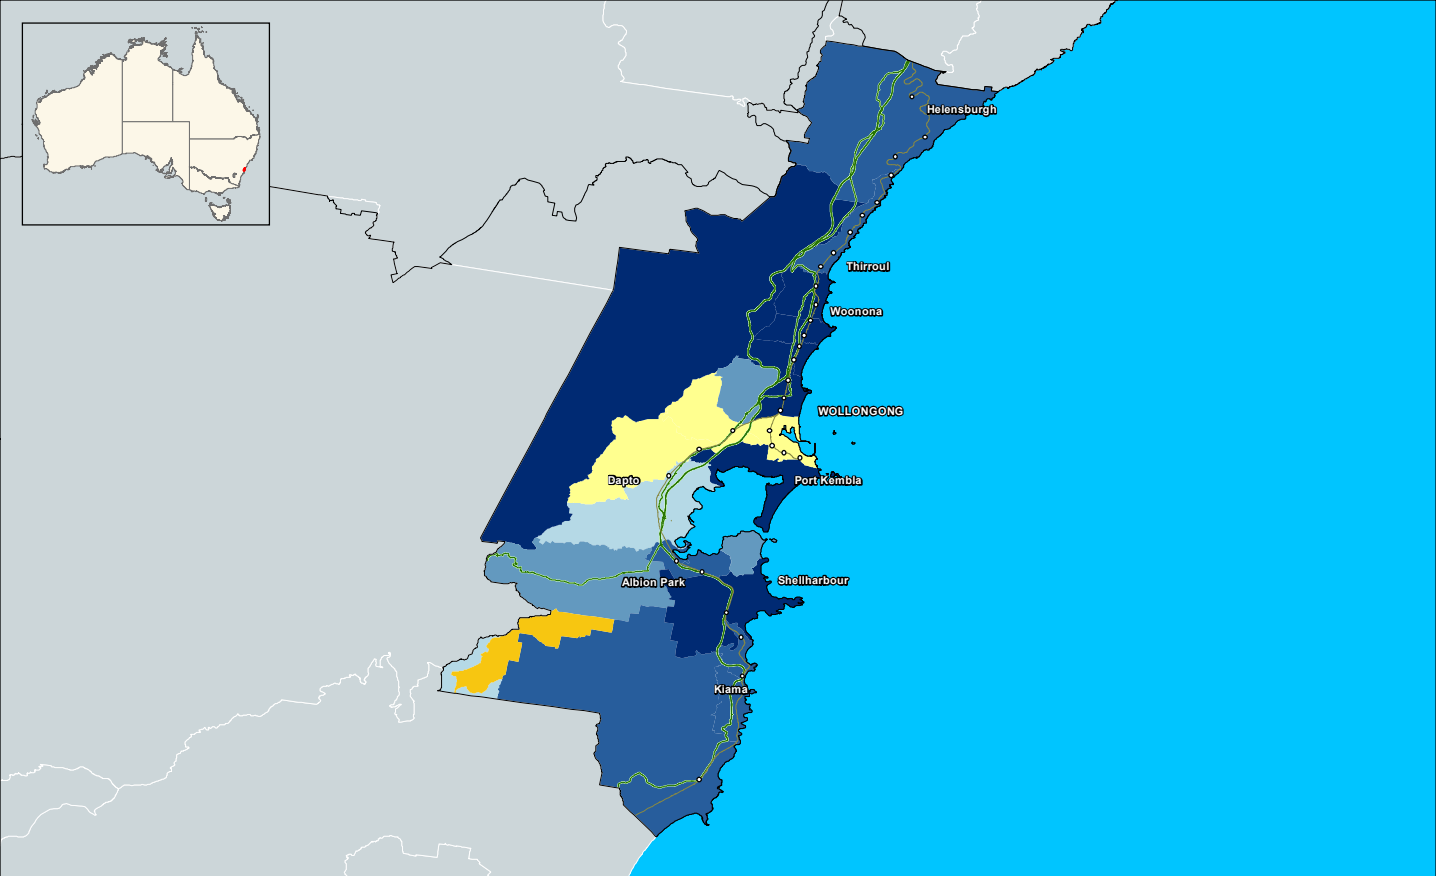 Helensburgh
Thirroul
Woonona
WOLLONGONG
Dapto
Port Kembla
Albion Park
Shellharbour
Kiama